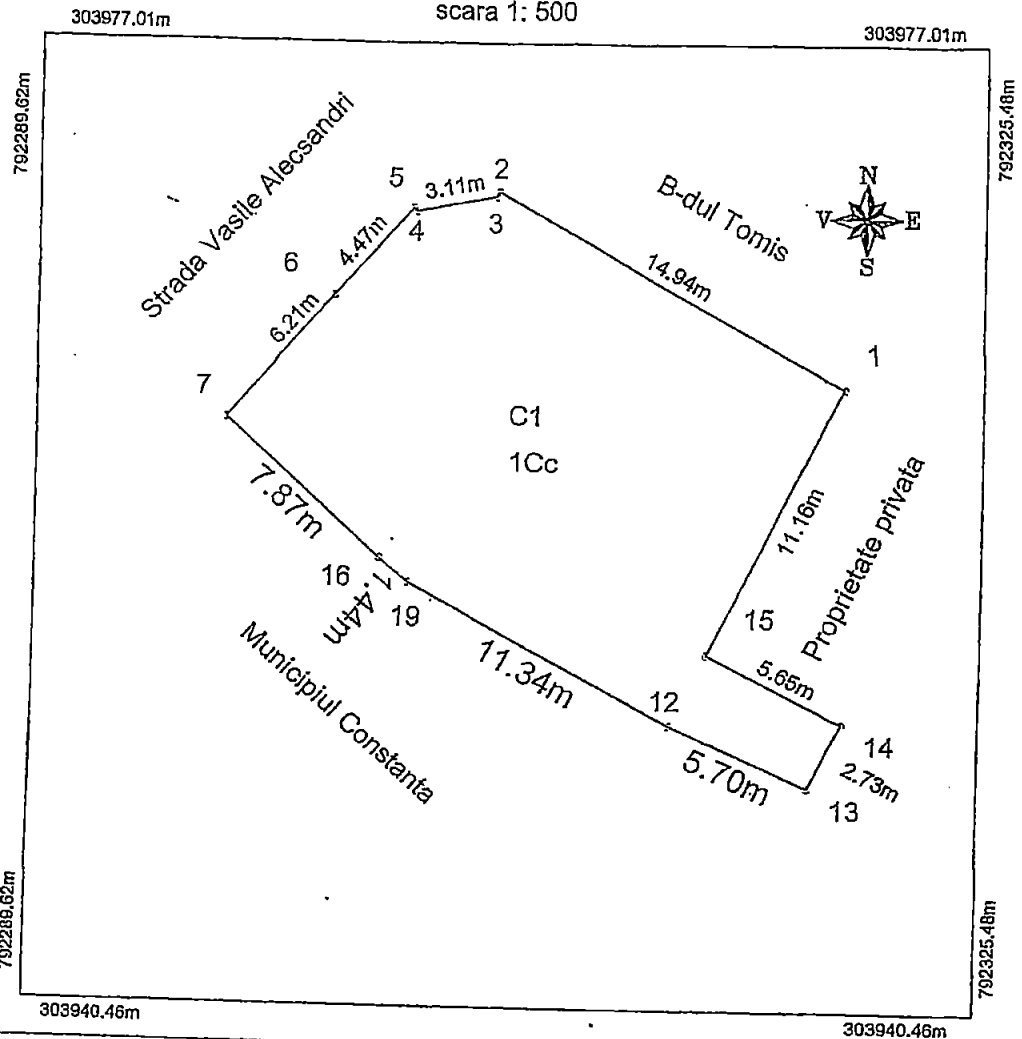 scara 1: 500
303977.01m
303977.01m
792289.62m
792325.48m
Strada Vasile Alecsandri
B-dul Tomis
N
V
E
S
5
3.11m
2
4
3
4.47m
6
14.94m
6.21m
1
7
C1
1Cc
11.16m
Proprietate privata
7.87m
16
1.44m
19
15
5.65m
Municipiul Constanta
11.34m
12
14
5.70m
2.73m
13
792289.62m
792325.48m
303940.46m
303940.46m